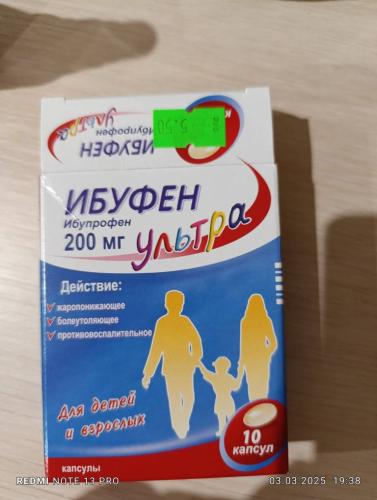 5.50
ИБУФЕН
Ибупрофен
ультра
ИБУФЕН
Ибупрофен
200 мг
ультра
Действие:
жаропонижающее
болеутоляющее
противовоспалительное
Для детей
и взрослых
10
капсул
капсулы
REDMI NOTE 13 PRO
03.03.2025 19:38